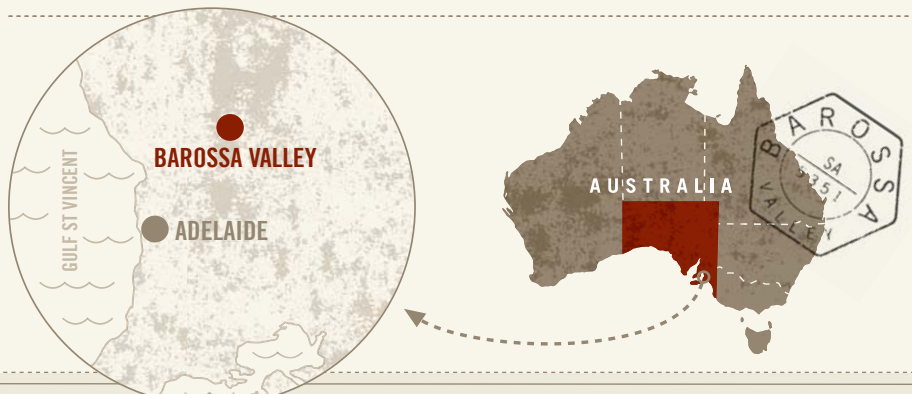 BAROSSA VALLEY
ADELAIDE
GULF ST VINCENT
AUSTRALIA
BAROSSA
SA
5351
VALLEY